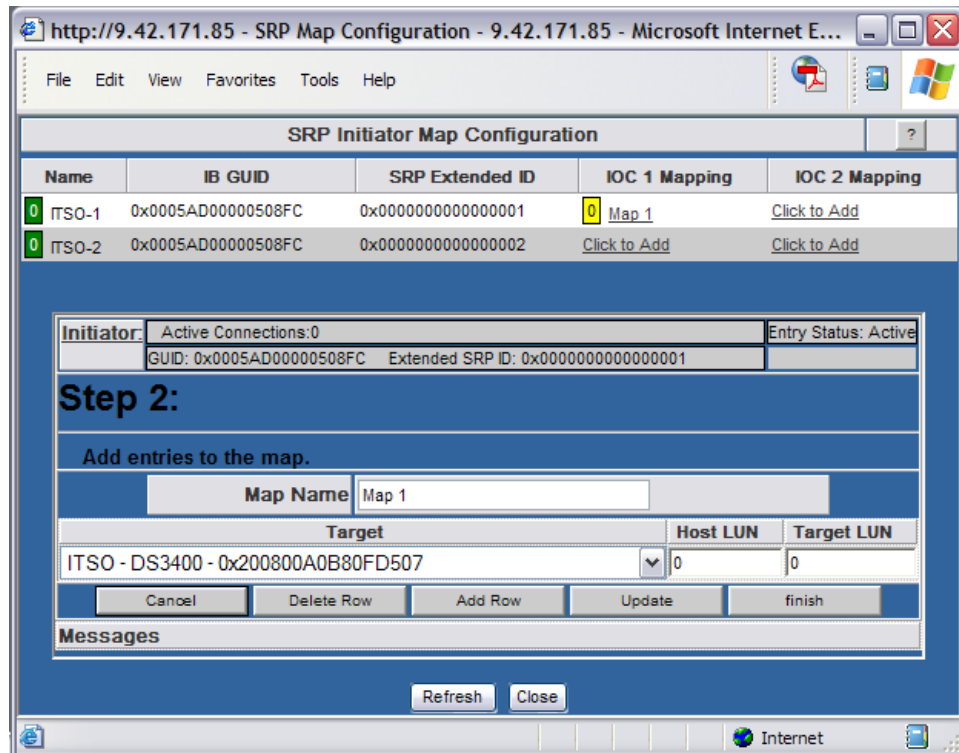 http://9.42.171.85 - SRP Map Configuration - 9.42.171.85 - Microsoft Internet E...
File Edit View Favorites Tools Help
SRP Initiator Map Configuration ?
Name IB GUID SRP Extended ID IOC 1 Mapping IOC 2 Mapping
0 ITSO-1 0x0005AD00000508FC 0x0000000000000001 0 Map 1 Click to Add
0 ITSO-2 0x0005AD00000508FC 0x0000000000000002 Click to Add Click to Add
Initiator: Active Connections:0 Entry Status: Active
GUID: 0x0005AD00000508FC Extended SRP ID: 0x0000000000000001
Step 2:
Add entries to the map.
Map Name Map 1
Target Host LUN Target LUN
ITSO - DS3400 - 0x200800A0B80FD507 0 0
Cancel Delete Row Add Row Update finish
Messages
Refresh Close
Internet